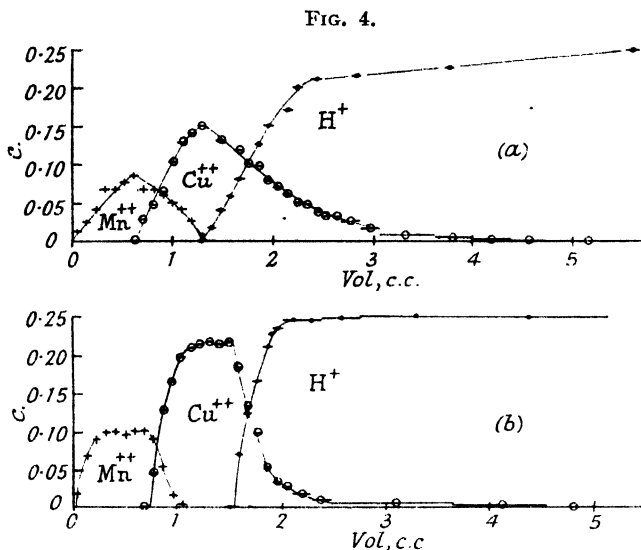 FIG. 4.
0·25
0·20
0·15
0·10
0·05
0
C.
Mn++
Cu++
H+
(a)
0 1 2 3 4 5
Vol, c.c.
0·25
0·20
0·15
0·10
0·05
0
C.
Mn++
Cu++
H+
(b)
0 1 2 3 4 5
Vol, c.c